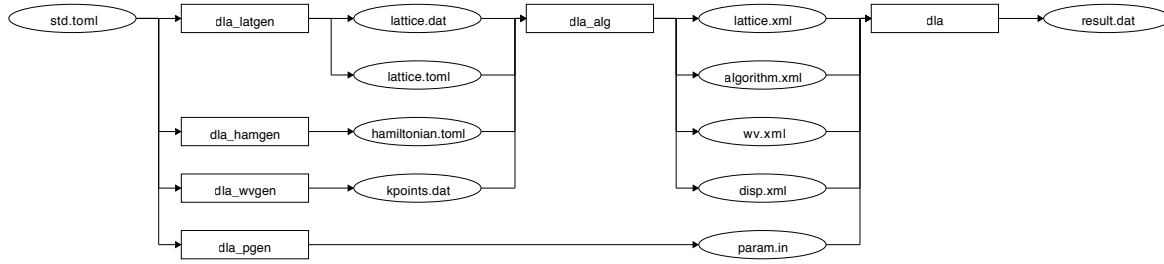 std.toml
dla_latgen
lattice.dat
dla_alg
lattice.xml
dla
result.dat
lattice.toml
algorithm.xml
dla_hamgen
hamiltonian.toml
wv.xml
dla_wvgen
kpoints.dat
disp.xml
dla_pgen
param.in